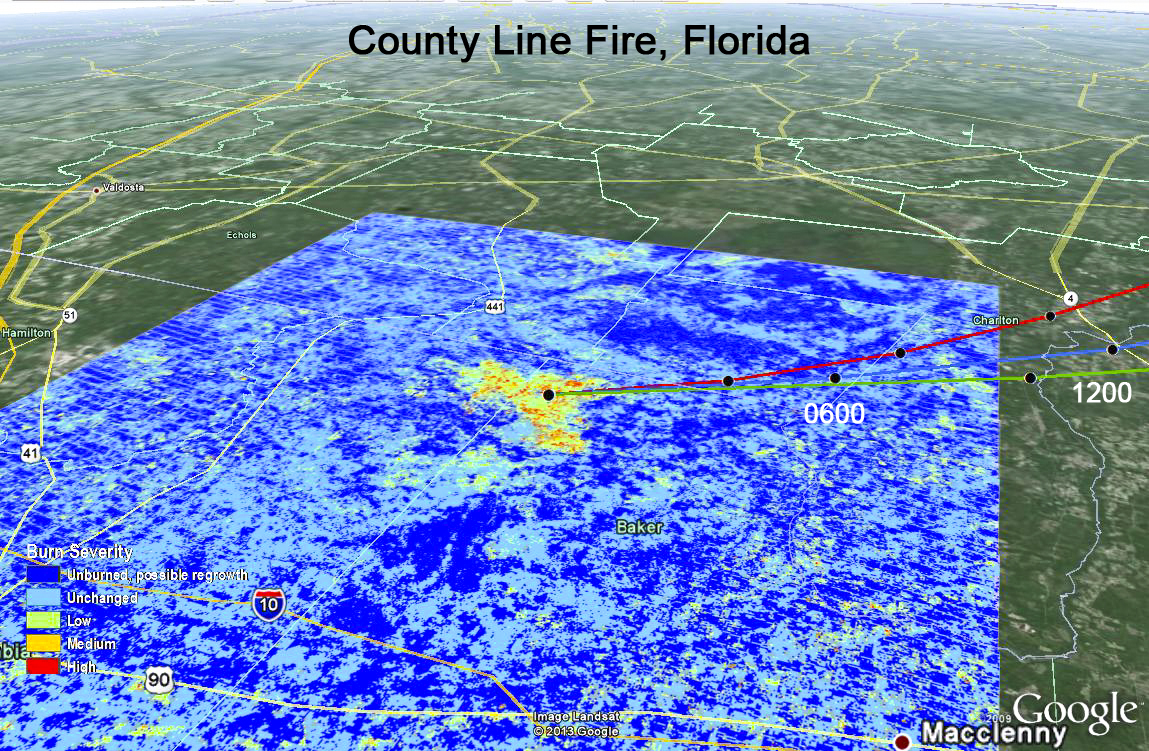 County Line Fire, Florida
Valdosta
Echols
441
51
4
Charlton
Hamilton
0600
1200
41
Baker
Burn Severity
Unburned, possible regrowth
Unchanged
Low
Medium
High
10
bia
90
Image Landsat
© 2013 Google
2009
Google
Macclenny